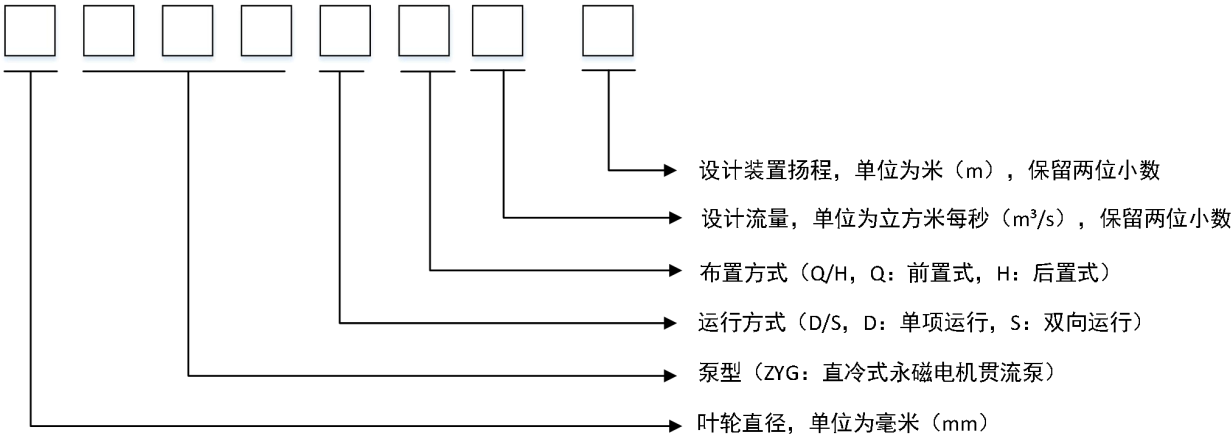 设计装置扬程，单位为米（m），保留两位小数
设计流量，单位为立方米每秒（m³/s），保留两位小数
布置方式（Q/H，Q：前置式，H：后置式）
运行方式（D/S，D：单项运行，S：双向运行）
泵型（ZYG：直冷式永磁电机贯流泵）
叶轮直径，单位为毫米（mm）